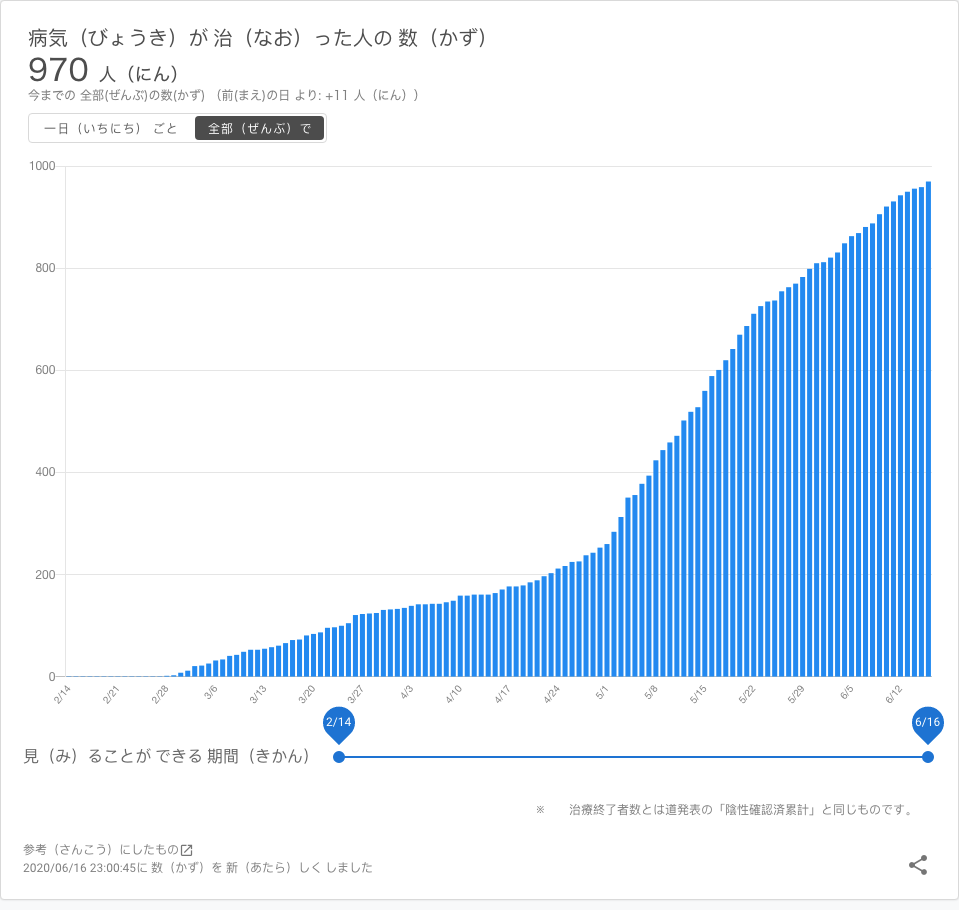 病気（びょうき）が 治（なお）った人の 数（かず）
970 人（にん）
今までの 全部(ぜんぶ)の数(かず) （前(まえ)の日 より: +11 人（にん））
一日（いちにち） ごと 全部（ぜんぶ）で
1000
800
600
400
200
0
2/14 2/21 2/28 3/6 3/13 3/20 3/27 4/3 4/10 4/17 4/24 5/1 5/8 5/15 5/22 5/29 6/5 6/12
2/14 6/16
見（み）ることが できる 期間（きかん）
※ 治療終了者数とは道発表の「陰性確認済累計」と同じものです。
参考（さんこう）にしたもの
2020/06/16 23:00:45に 数（かず）を 新（あたら）しく しました